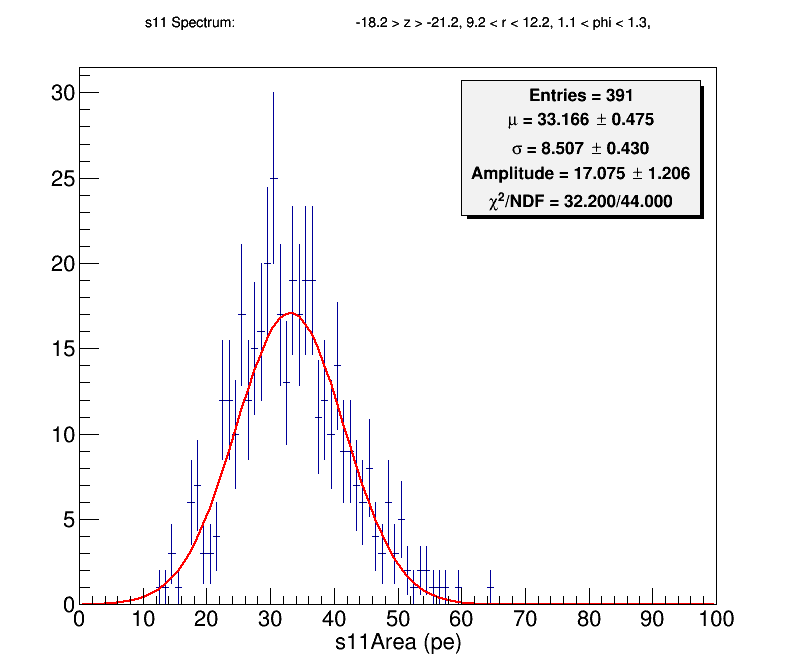 s11 Spectrum: -18.2 > z > -21.2, 9.2 < r < 12.2, 1.1 < phi < 1.3,
Entries = 391
μ = 33.166 ± 0.475
σ = 8.507 ± 0.430
Amplitude = 17.075 ± 1.206
χ²/NDF = 32.200/44.000
30
25
20
15
10
5
0
0 10 20 30 40 50 60 70 80 90 100
s11Area (pe)